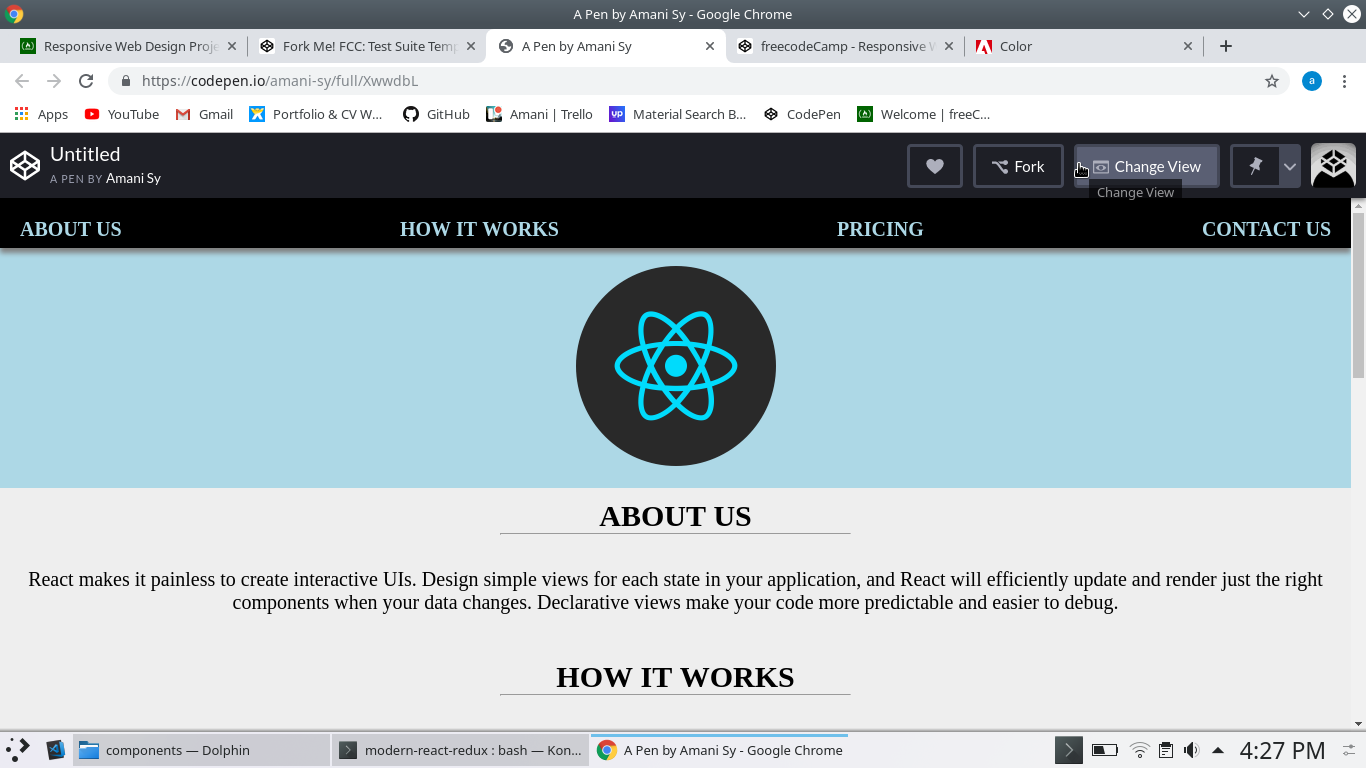 A Pen by Amani Sy - Google Chrome
Responsive Web Design Proje
Fork Me! FCC: Test Suite Temp
A Pen by Amani Sy
freecodeCamp - Responsive W
Color
https://codepen.io/amani-sy/full/XwwdbL
a
Apps
YouTube
Gmail
Portfolio & CV W...
GitHub
Amani | Trello
up
Material Search B...
CodePen
Welcome | freeC...
Untitled
A PEN BY Amani Sy
Fork
Change View
Change View
ABOUT US
HOW IT WORKS
PRICING
CONTACT US
ABOUT US
React makes it painless to create interactive UIs. Design simple views for each state in your application, and React will efficiently update and render just the right
components when your data changes. Declarative views make your code more predictable and easier to debug.
HOW IT WORKS
components — Dolphin
modern-react-redux : bash — Kon...
A Pen by Amani Sy - Google Chrome
4:27 PM